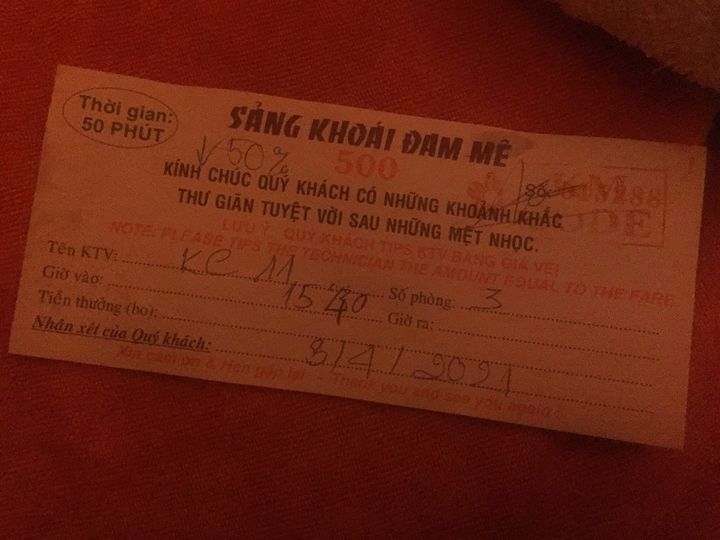 Thời gian:
50 PHÚT
SẢNG KHOÁI ĐAM MÊ
↓50%
500
KÍNH CHÚC QUÝ KHÁCH CÓ NHỮNG KHOẢNH KHẮC
THƯ GIÃN TUYỆT VỜI SAU NHỮNG MỆT NHỌC.
LƯU Ý: QUÝ KHÁCH TIPS KTV BẰNG GIÁ VÉ!
NOTE: PLEASE TIPS THE TECHNICIAN THE AMOUNT EQUAL TO THE FARE
Tên KTV: KC 11 Số phòng: 3
Giờ vào: Giờ ra:
Tiền thưởng (bo):
Nhận xét của Quý khách: 3/4/2021
Xin cảm ơn & Hẹn gặp lại - Thank you and see you again!